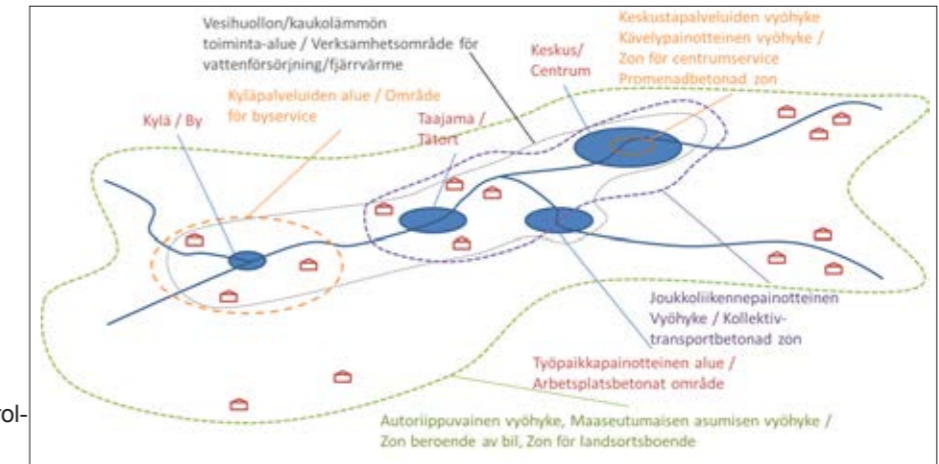 Vesihuollon/kaukolämmön
toiminta-alue / Verksamhetsområde för
vattenförsörjning/fjärrvärme
Keskus/
Centrum
Keskustapalveluiden vyöhyke
Kävelypainotteinen vyöhyke /
Zon för centrumservice
Promenadbetonad zon
Kylä / By
Kyläpalveluiden alue / Område
för byservice
Taajama /
Tätort
Joukkoliikennepainotteinen
Vyöhyke / Kollektiv-
transportbetonad zon
Työpaikkapainotteinen alue /
Arbetsplatsbetonat område
rol-
Autoriippuvainen vyöhyke, Maaseutumaisen asumisen vyöhyke /
Zon beroende av bil, Zon för landsortsboende